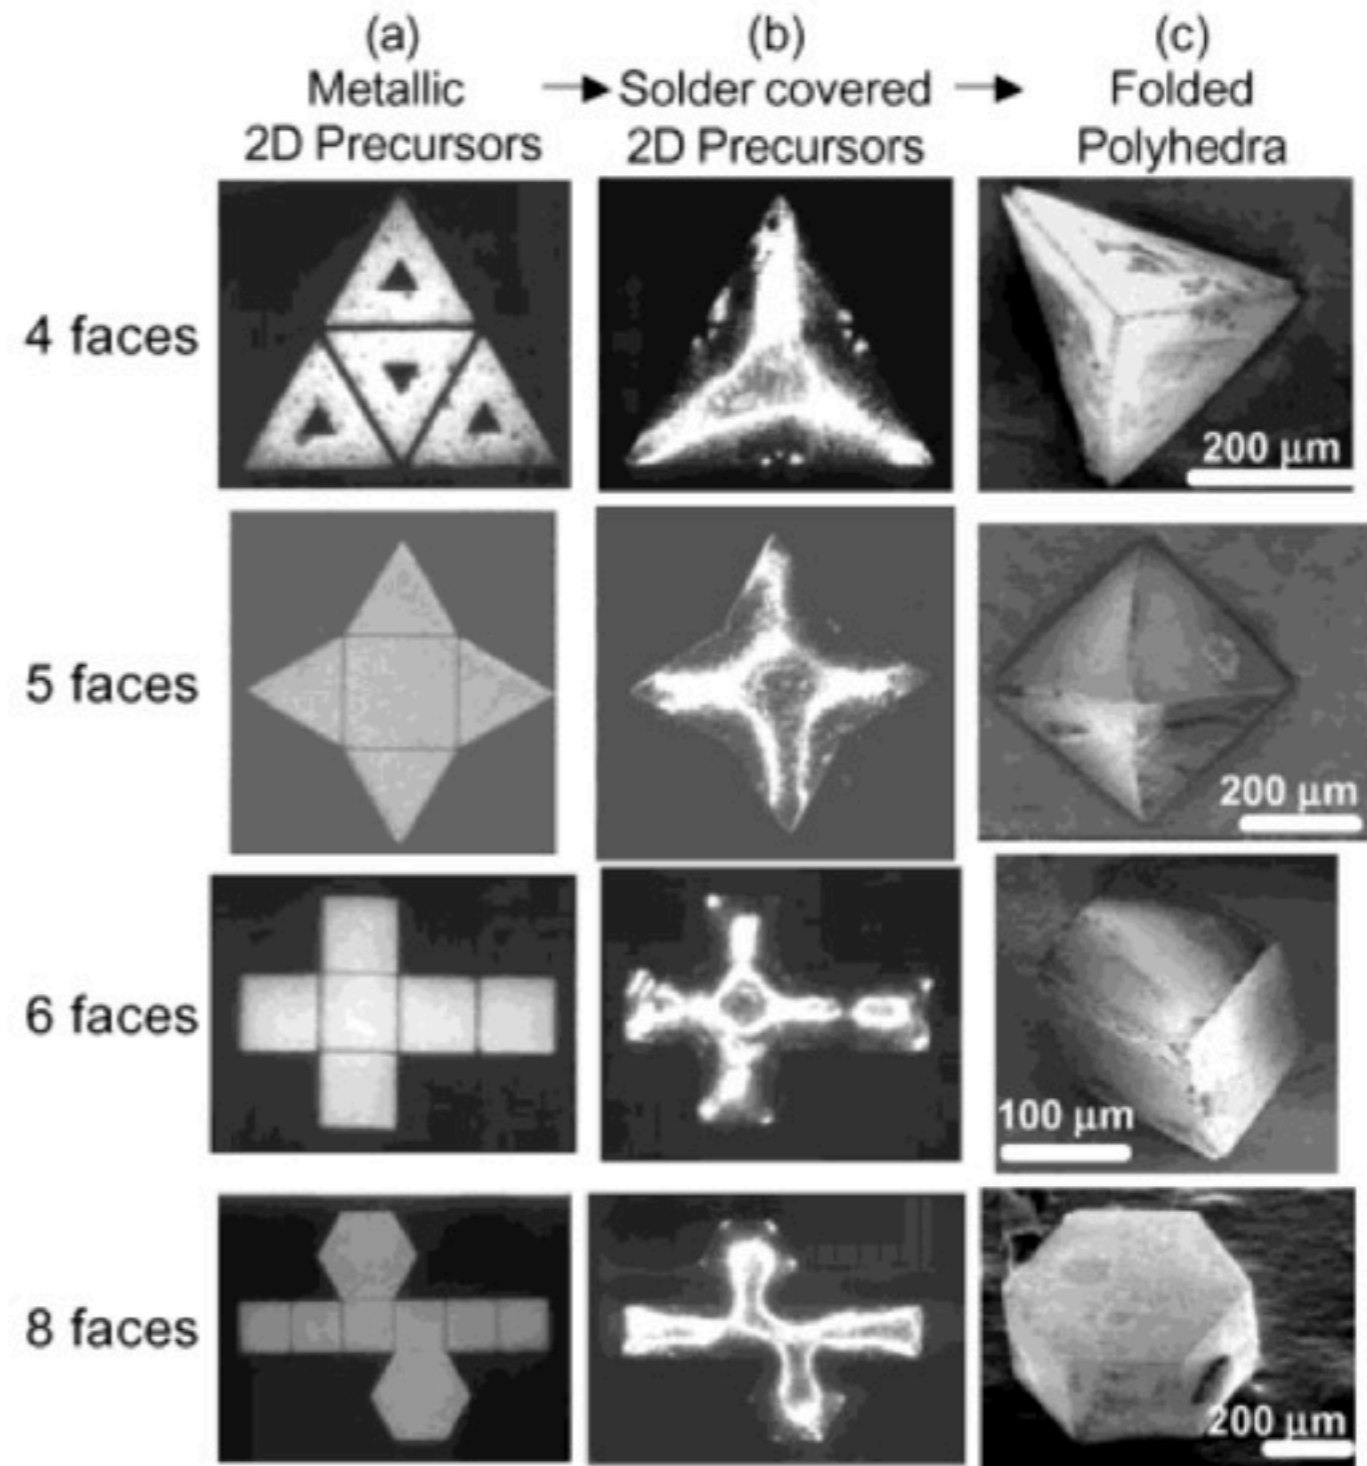 (a)
(b)
(c)
Metallic → Solder covered → Folded
2D Precursors 2D Precursors Polyhedra
4 faces
200 μm
5 faces
200 μm
6 faces
100 μm
8 faces
200 μm